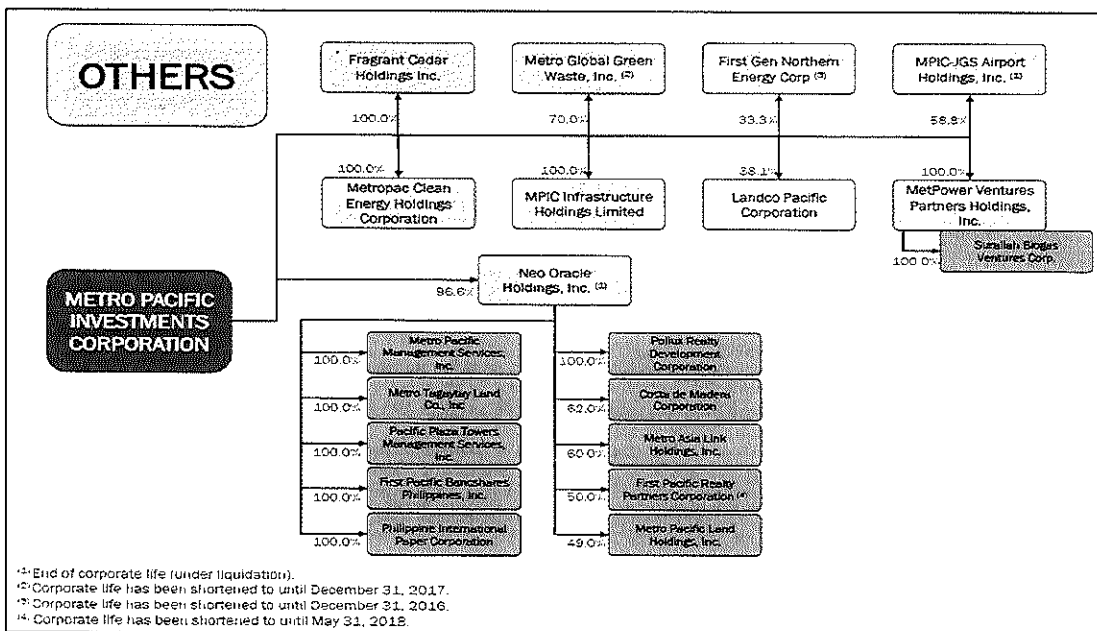 OTHERS
Fragrant Cedar
Holdings Inc.
Metro Global Green
Waste, Inc. (2)
First Gen Northern
Energy Corp (3)
MPIC-JGS Airport
Holdings, Inc. (1)
100.0%
70.0%
33.3%
58.8%
100.0%
100.0%
38.1%
100.0%
Metropac Clean
Energy Holdings
Corporation
MPIC Infrastructure
Holdings Limited
Landco Pacific
Corporation
MetPower Ventures
Partners Holdings,
Inc.
100.0%
Surallah Biogas
Ventures Corp.
METRO PACIFIC
INVESTMENTS
CORPORATION
96.6%
Neo Oracle
Holdings, Inc. (1)
100.0%
Metro Pacific
Management Services,
Inc.
100.0%
Metro Tagaytay Land
Co., Inc
100.0%
Pacific Plaza Towers
Management Services,
Inc.
100.0%
First Pacific Bancshares
Philippines, Inc.
100.0%
Philippine International
Paper Corporation
100.0%
Pollux Realty
Development
Corporation
62.0%
Costa de Madera
Corporation
60.0%
Metro Asia Link
Holdings, Inc.
50.0%
First Pacific Realty
Partners Corporation (4)
49.0%
Metro Pacific Land
Holdings, Inc.
(1) End of corporate life (under liquidation).
(2) Corporate life has been shortened to until December 31, 2017.
(3) Corporate life has been shortened to until December 31, 2016.
(4) Corporate life has been shortened to until May 31, 2018.